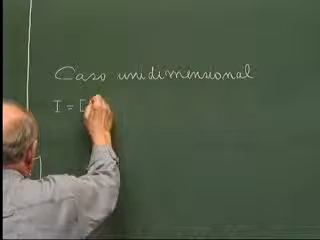 Caso unidimensional
I = [